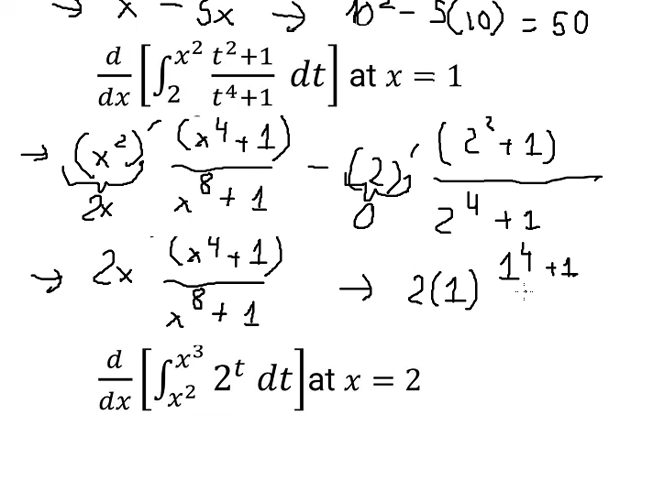 → x² - 5x → 10² - 5(10) = 50
d/dx [∫₂^x² t²+1/t⁴+1 dt] at x = 1
→ (x²)′ (x⁴+1)/x⁸+1 - (2)′ (2²+1)/2⁴+1
2x 0
→ 2x (x⁴+1)/x⁸+1 → 2(1) 1⁴+1
d/dx [∫_x²^x³ 2ᵗ dt] at x = 2